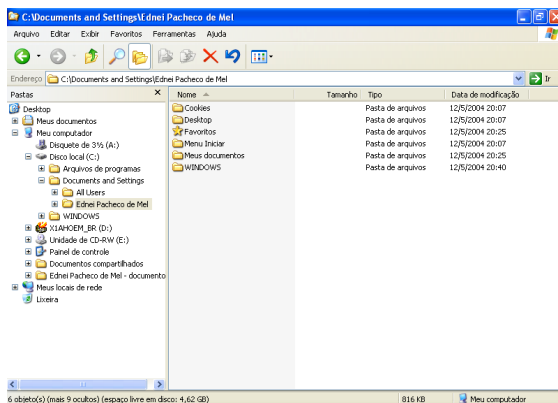 C:\Documents and Settings\Ednei Pacheco de Mel
Arquivo Editar Exibir Favoritos Ferramentas Ajuda
Endereço C:\Documents and Settings\Ednei Pacheco de Mel Ir
Pastas
Desktop
Meus documentos
Meu computador
Disquete de 3½ (A:)
Disco local (C:)
Arquivos de programas
Documents and Settings
All Users
Ednei Pacheco de Mel
WINDOWS
X1AHOEM_BR (D:)
Unidade de CD-RW (E:)
Painel de controle
Documentos compartilhados
Ednei Pacheco de Mel - documento
Meus locais de rede
Lixeira
Nome Tamanho Tipo Data de modificação
Cookies Pasta de arquivos 12/5/2004 20:07
Desktop Pasta de arquivos 12/5/2004 20:07
Favoritos Pasta de arquivos 12/5/2004 20:25
Menu Iniciar Pasta de arquivos 12/5/2004 20:07
Meus documentos Pasta de arquivos 12/5/2004 20:25
WINDOWS Pasta de arquivos 12/5/2004 20:40
6 objeto(s) (mais 9 ocultos) (espaço livre em disco: 4,62 GB) 816 KB Meu computador